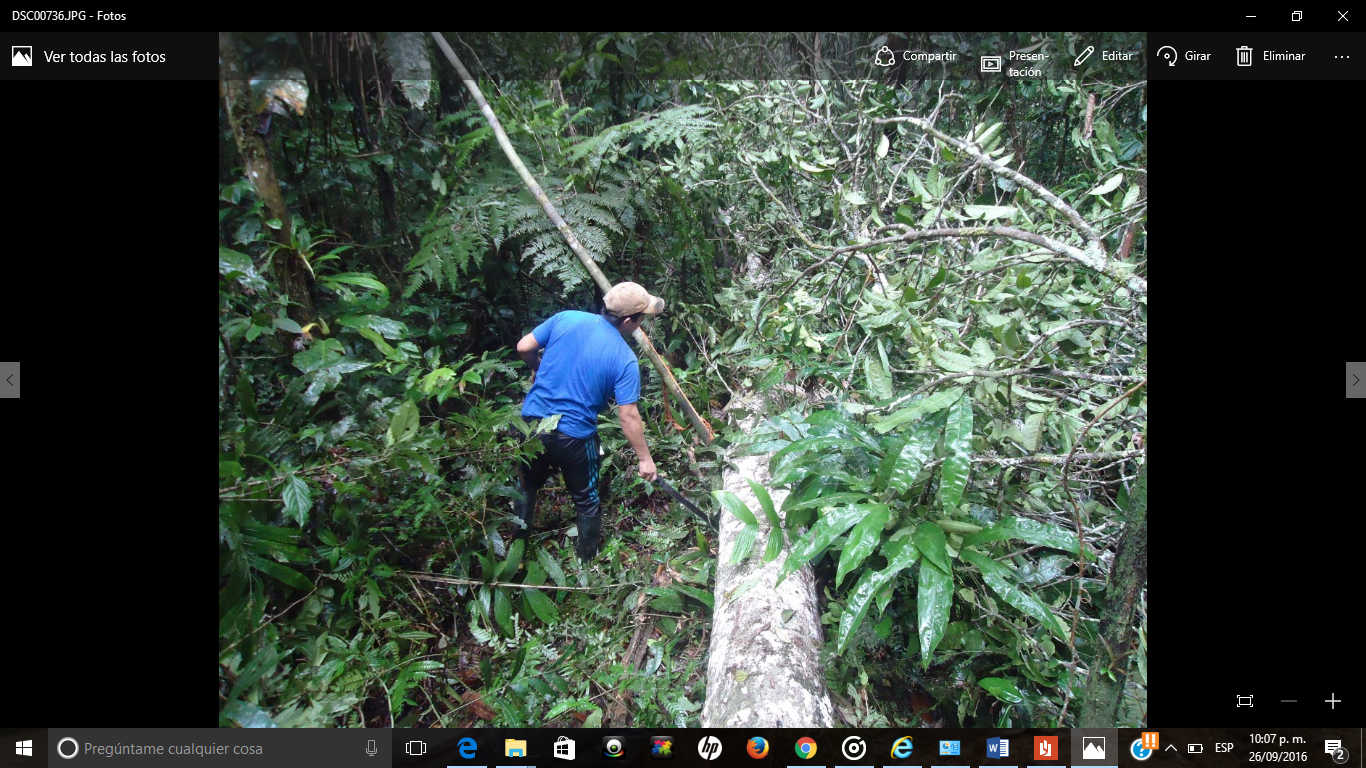 DSC00736.JPG - Fotos
Ver todas las fotos
Compartir
Presen-
tación
Editar
Girar
Eliminar
Pregúntame cualquier cosa
hp
ESP
10:07 p. m.
26/09/2016
2